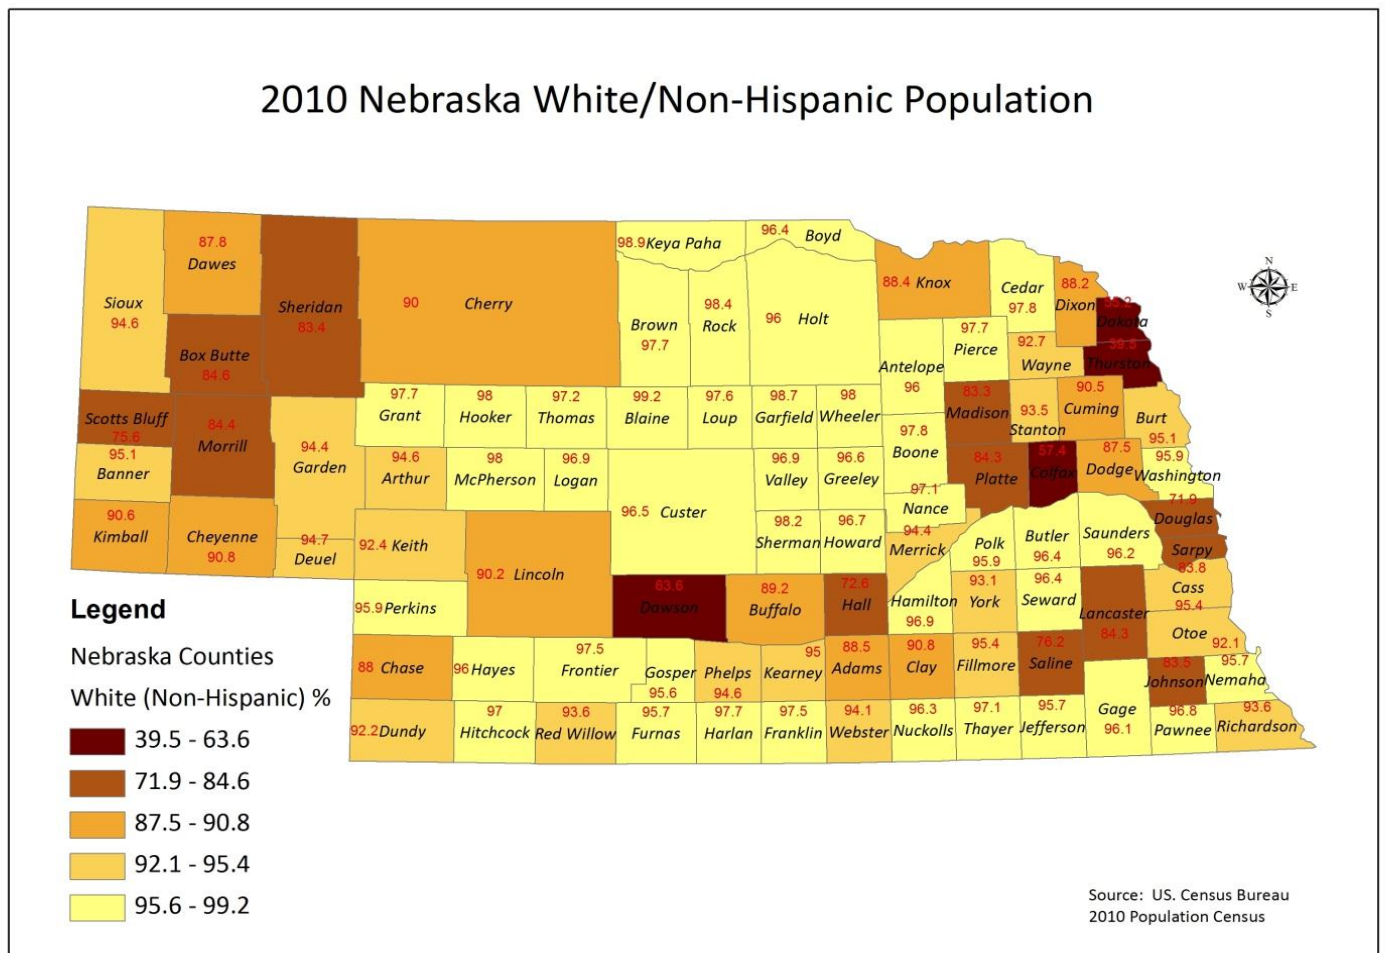 2010 Nebraska White/Non-Hispanic Population
N
W E
S
98.9 Keya Paha
96.4 Boyd
87.8
Dawes
Sioux
94.6
Sheridan
83.4
90 Cherry
Brown
97.7
98.4
Rock
96 Holt
88.4 Knox
Cedar
97.8
88.2
Dixon
Dakota
39.5
Thurston
97.7
Pierce
92.7
Wayne
Antelope
96
Box Butte
84.6
97.7
Grant
98
Hooker
97.2
Thomas
99.2
Blaine
97.6
Loup
98.7
Garfield
98
Wheeler
83.3
Madison
93.5
Stanton
90.5
Cuming
Burt
95.1
Scotts Bluff
75.6
84.4
Morrill
95.1
Banner
94.4
Garden
94.6
Arthur
98
McPherson
96.9
Logan
96.5 Custer
96.9
Valley
96.6
Greeley
97.8
Boone
84.3
Platte
57.4
Colfax
87.5
Dodge
95.9
Washington
97.1
Nance
90.6
Kimball
Cheyenne
90.8
94.7
Deuel
92.4 Keith
90.2 Lincoln
98.2
Sherman
96.7
Howard
94.4
Merrick
Polk
95.9
Butler
96.4
Saunders
96.2
71.9
Douglas
Sarpy
83.8
Cass
95.4
95.9 Perkins
63.6
Dawson
89.2
Buffalo
72.6
Hall
Hamilton
96.9
93.1
York
96.4
Seward
Lancaster
84.3
Otoe
92.1
88 Chase
96 Hayes
97.5
Frontier
Gosper
95.6
Phelps
94.6
95
Kearney
88.5
Adams
90.8
Clay
95.4
Fillmore
76.2
Saline
83.5
Johnson
95.7
Nemaha
92.2 Dundy
97
Hitchcock
93.6
Red Willow
95.7
Furnas
97.7
Harlan
97.5
Franklin
94.1
Webster
96.3
Nuckolls
97.1
Thayer
95.7
Jefferson
Gage
96.1
96.8
Pawnee
93.6
Richardson
Legend
Nebraska Counties
White (Non-Hispanic) %
39.5 - 63.6
71.9 - 84.6
87.5 - 90.8
92.1 - 95.4
95.6 - 99.2
Source: US. Census Bureau
2010 Population Census